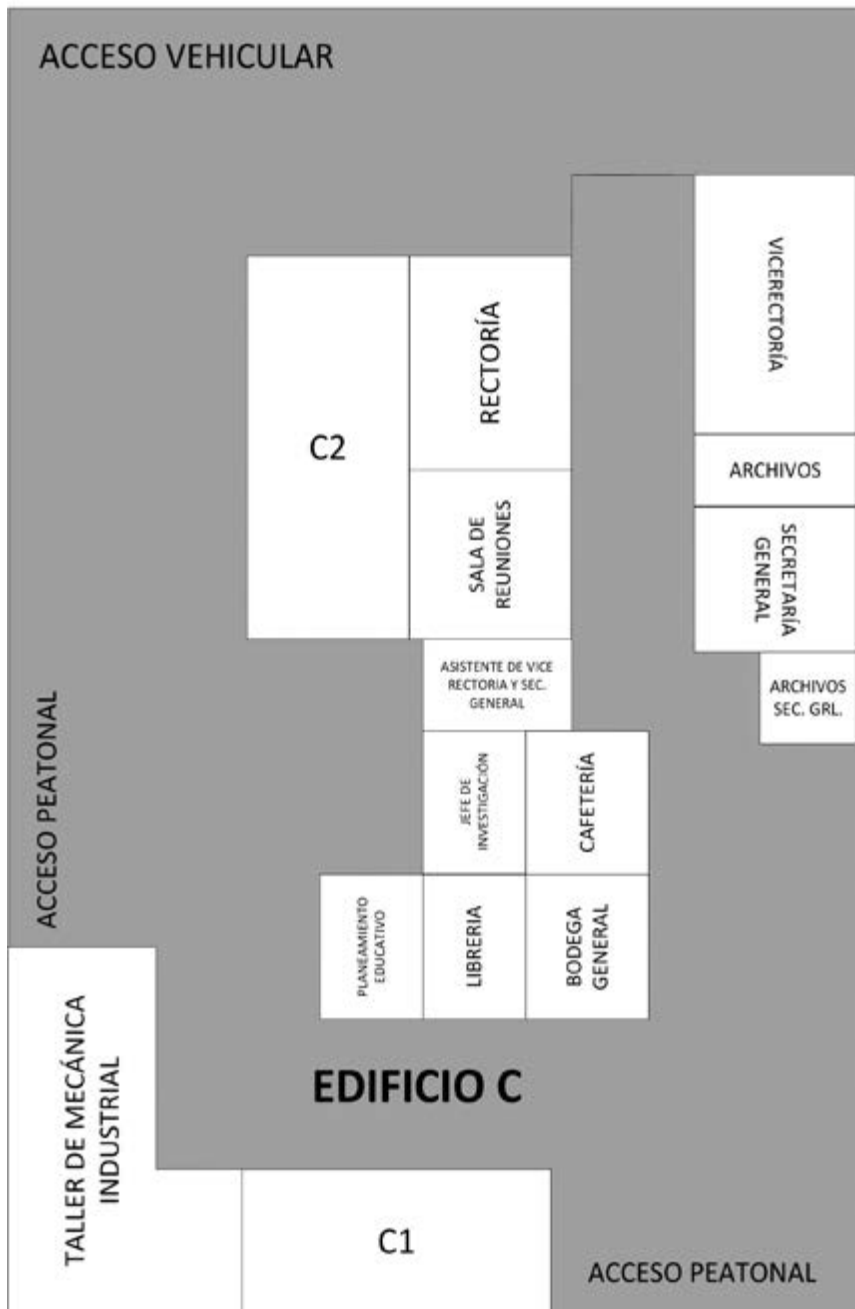 ACCESO VEHICULAR
VICERECTORÍA
RECTORÍA
C2
ARCHIVOS
SALA DE
REUNIONES
SECRETARÍA
GENERAL
ASISTENTE DE VICE
RECTORIA Y SEC.
GENERAL
ARCHIVOS
SEC. GRL.
ACCESO PEATONAL
JEFE DE
INVESTIGACIÓN
CAFETERÍA
PLANEAMIENTO
EDUCATIVO
LIBRERIA
BODEGA
GENERAL
TALLER DE MECÁNICA
INDUSTRIAL
EDIFICIO C
C1
ACCESO PEATONAL